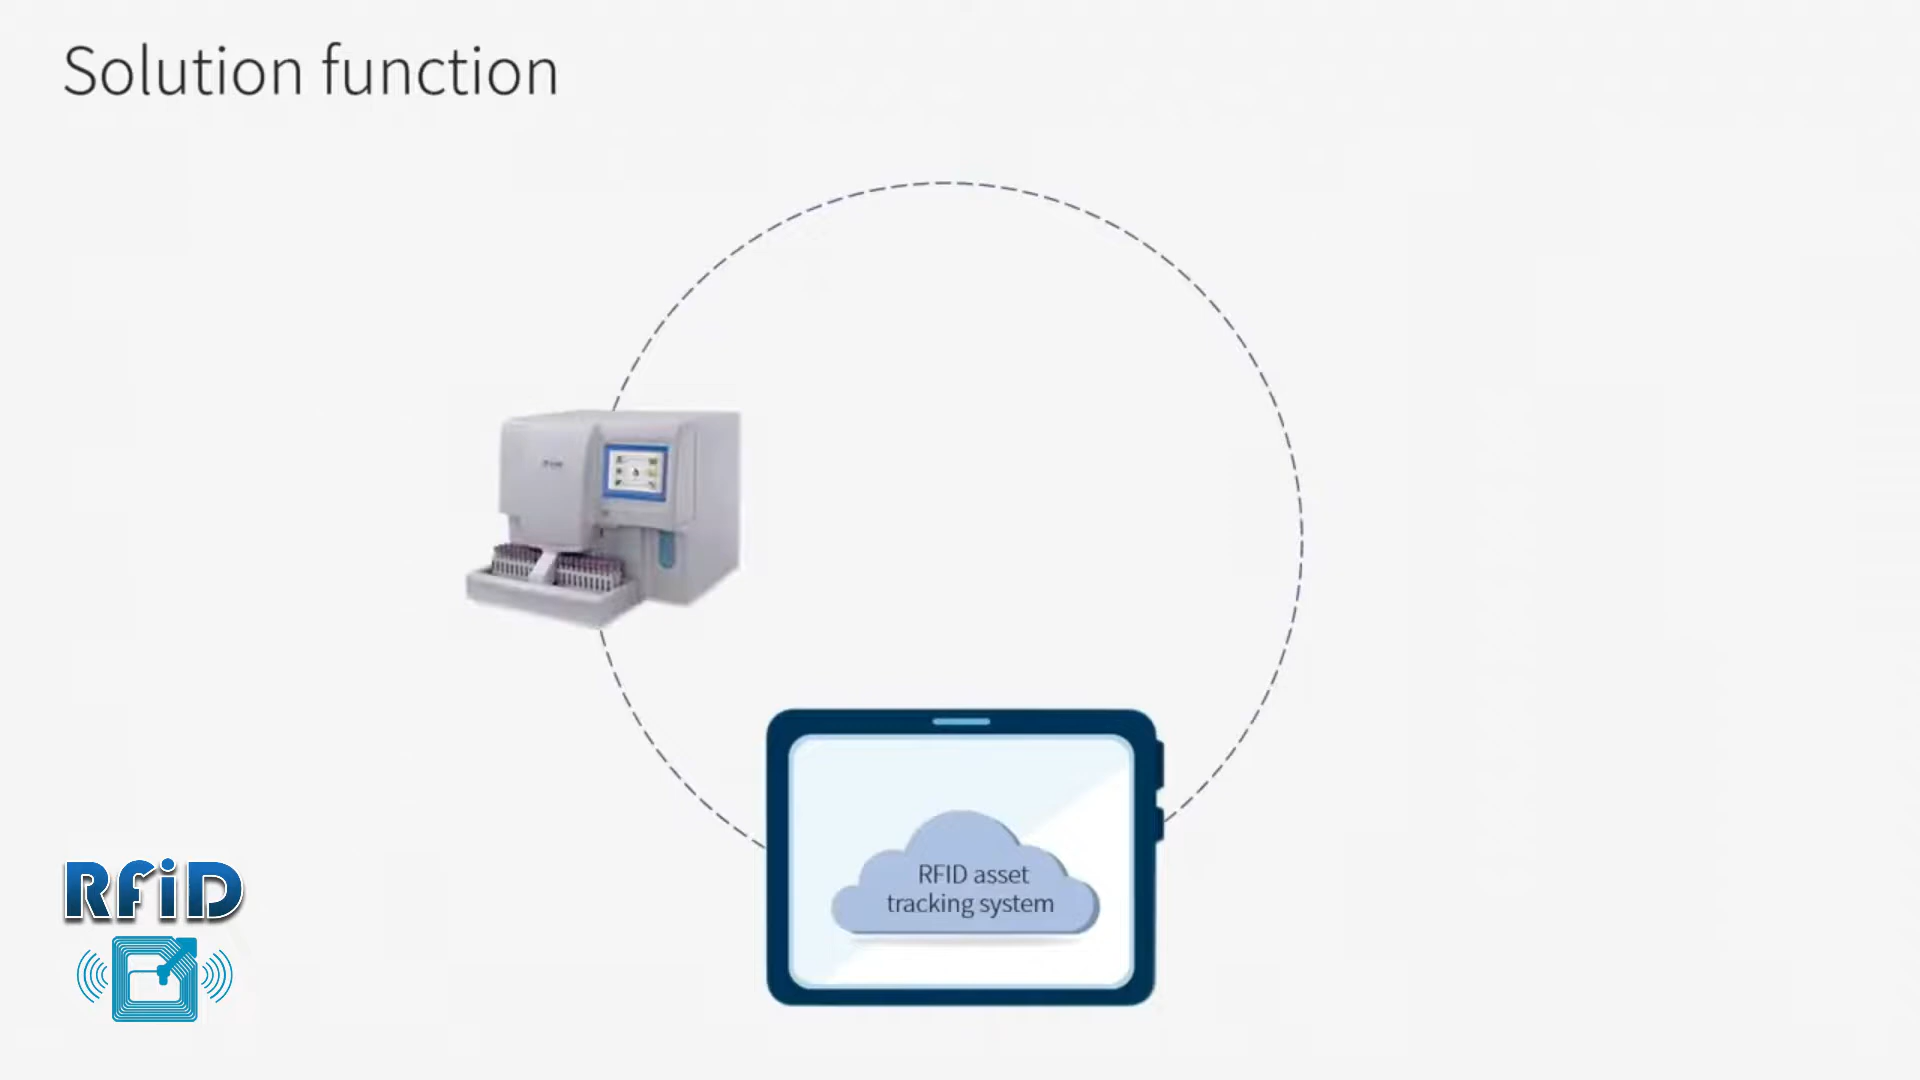 Solution function
RFID asset
tracking system
RFiD